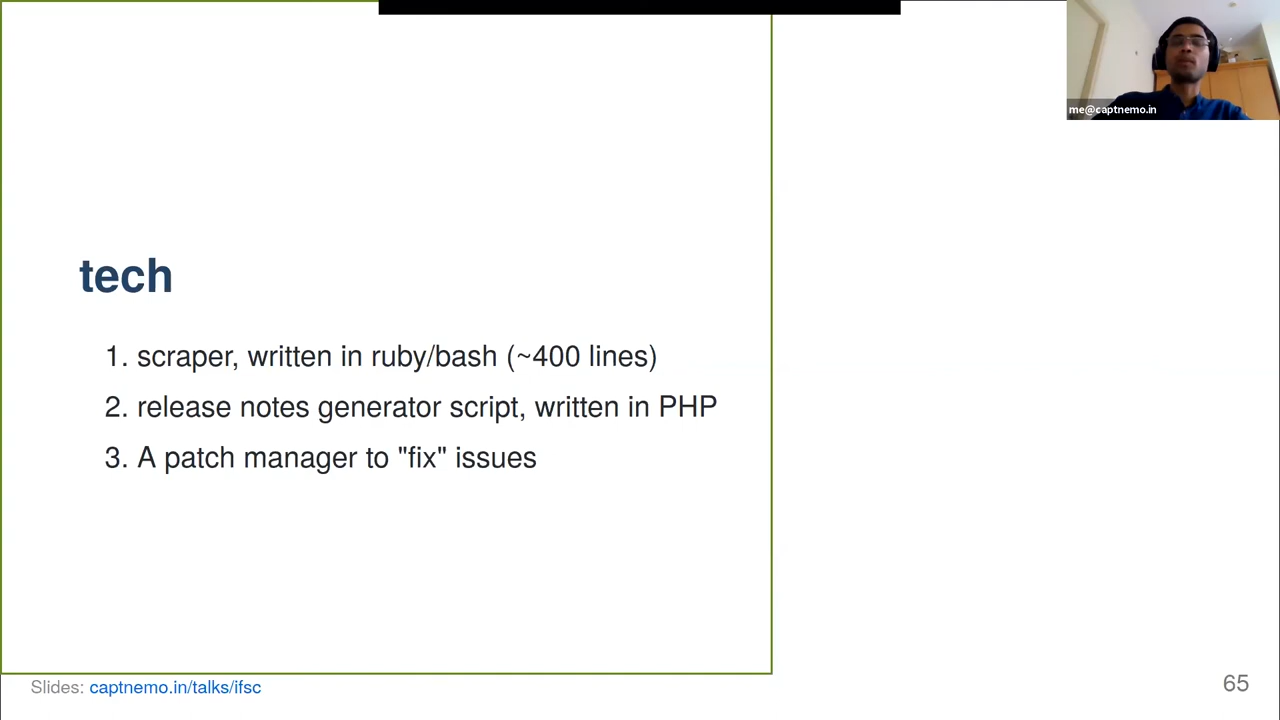 me@captnemo.in
tech
1. scraper, written in ruby/bash (~400 lines)
2. release notes generator script, written in PHP
3. A patch manager to "fix" issues
Slides: captnemo.in/talks/ifsc
65